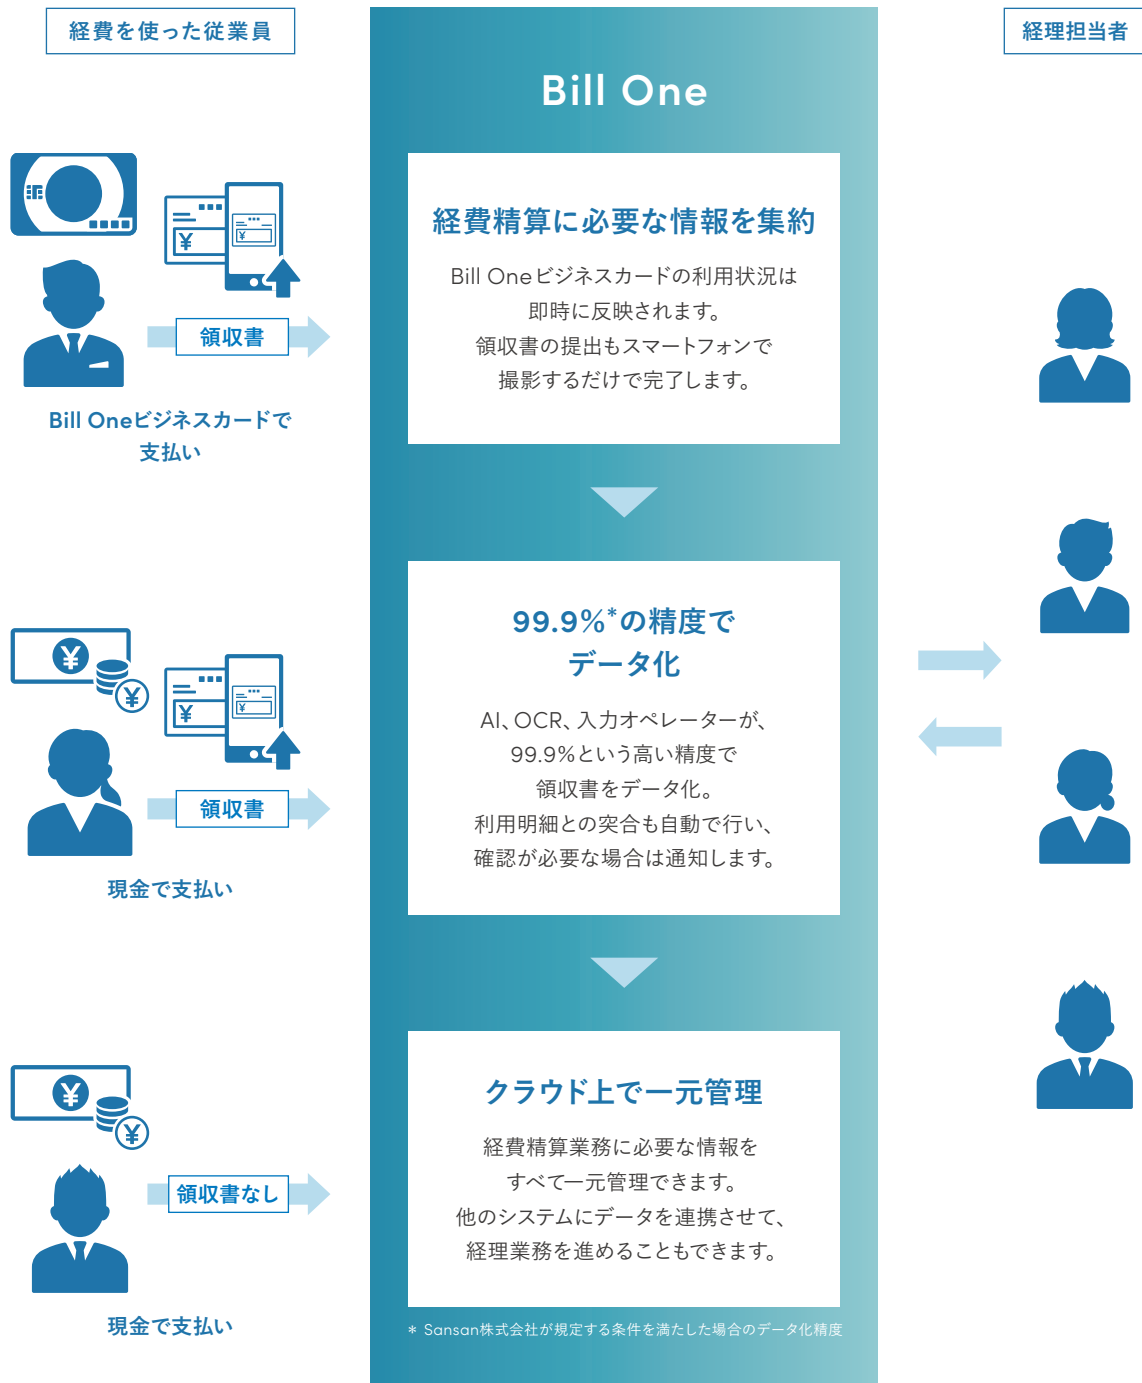 経費を使った従業員
経理担当者
Bill One
経費精算に必要な情報を集約
Bill Oneビジネスカードの利用状況は
即時に反映されます。
領収書の提出もスマートフォンで
撮影するだけで完了します。
¥
¥
領収書
Bill Oneビジネスカードで
支払い
99.9%*の精度で
データ化
AI、OCR、入力オペレーターが、
99.9%という高い精度で
領収書をデータ化。
利用明細との突合も自動で行い、
確認が必要な場合は通知します。
¥
¥
¥
¥
領収書
現金で支払い
クラウド上で一元管理
経費精算業務に必要な情報を
すべて一元管理できます。
他のシステムにデータを連携させて、
経理業務を進めることもできます。
¥
¥
領収書なし
現金で支払い
* Sansan株式会社が規定する条件を満たした場合のデータ化精度